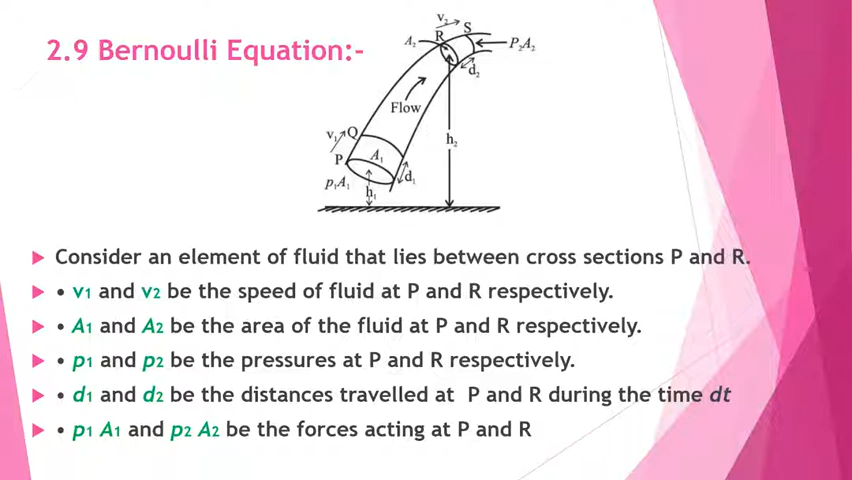 2.9 Bernoulli Equation:-
v₂
S
R
A₂
P₂A₂
d₂
Flow
h₂
v₁
Q
P
A₁
d₁
p₁A₁
h₁
Consider an element of fluid that lies between cross sections P and R.
• v₁ and v₂ be the speed of fluid at P and R respectively.
• A₁ and A₂ be the area of the fluid at P and R respectively.
• p₁ and p₂ be the pressures at P and R respectively.
• d₁ and d₂ be the distances travelled at P and R during the time dt
• p₁ A₁ and p₂ A₂ be the forces acting at P and R